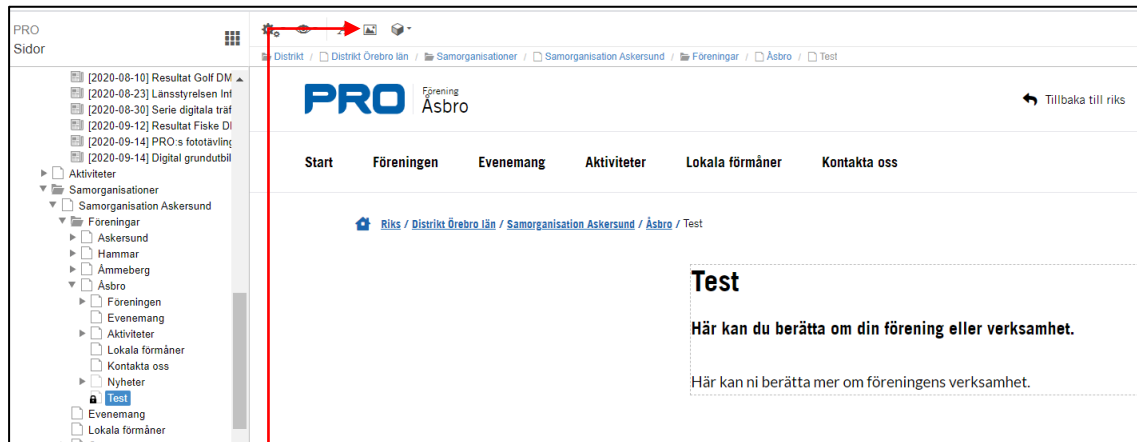 PRO
Sidor
Distrikt / Distrikt Örebro län / Samorganisationer / Samorganisation Askersund / Föreningar / Åsbro / Test
[2020-08-10] Resultat Golf DM
[2020-08-23] Länsstyrelsen Inf
[2020-08-30] Serie digitala träf
[2020-09-12] Resultat Fiske DI
[2020-09-14] PRO:s fototävling
[2020-09-14] Digital grundutbil
Aktiviteter
Samorganisationer
Samorganisation Askersund
Föreningar
Askersund
Hammar
Åmmeberg
Åsbro
Föreningen
Evenemang
Aktiviteter
Lokala förmåner
Kontakta oss
Nyheter
Test
Evenemang
Lokala förmåner
PRO
Förening
Åsbro
Tillbaka till riks
Start Föreningen Evenemang Aktiviteter Lokala förmåner Kontakta oss
Riks / Distrikt Örebro län / Samorganisation Askersund / Åsbro / Test
Test
Här kan du berätta om din förening eller verksamhet.
Här kan ni berätta mer om föreningens verksamhet.